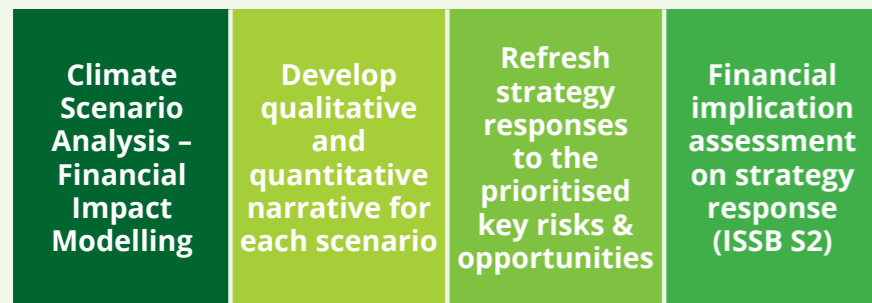 Climate
Scenario
Analysis –
Financial
Impact
Modelling
Develop
qualitative
and
quantitative
narrative for
each scenario
Refresh
strategy
responses
to the
prioritised
key risks &
opportunities
Financial
implication
assessment
on strategy
response
(ISSB S2)